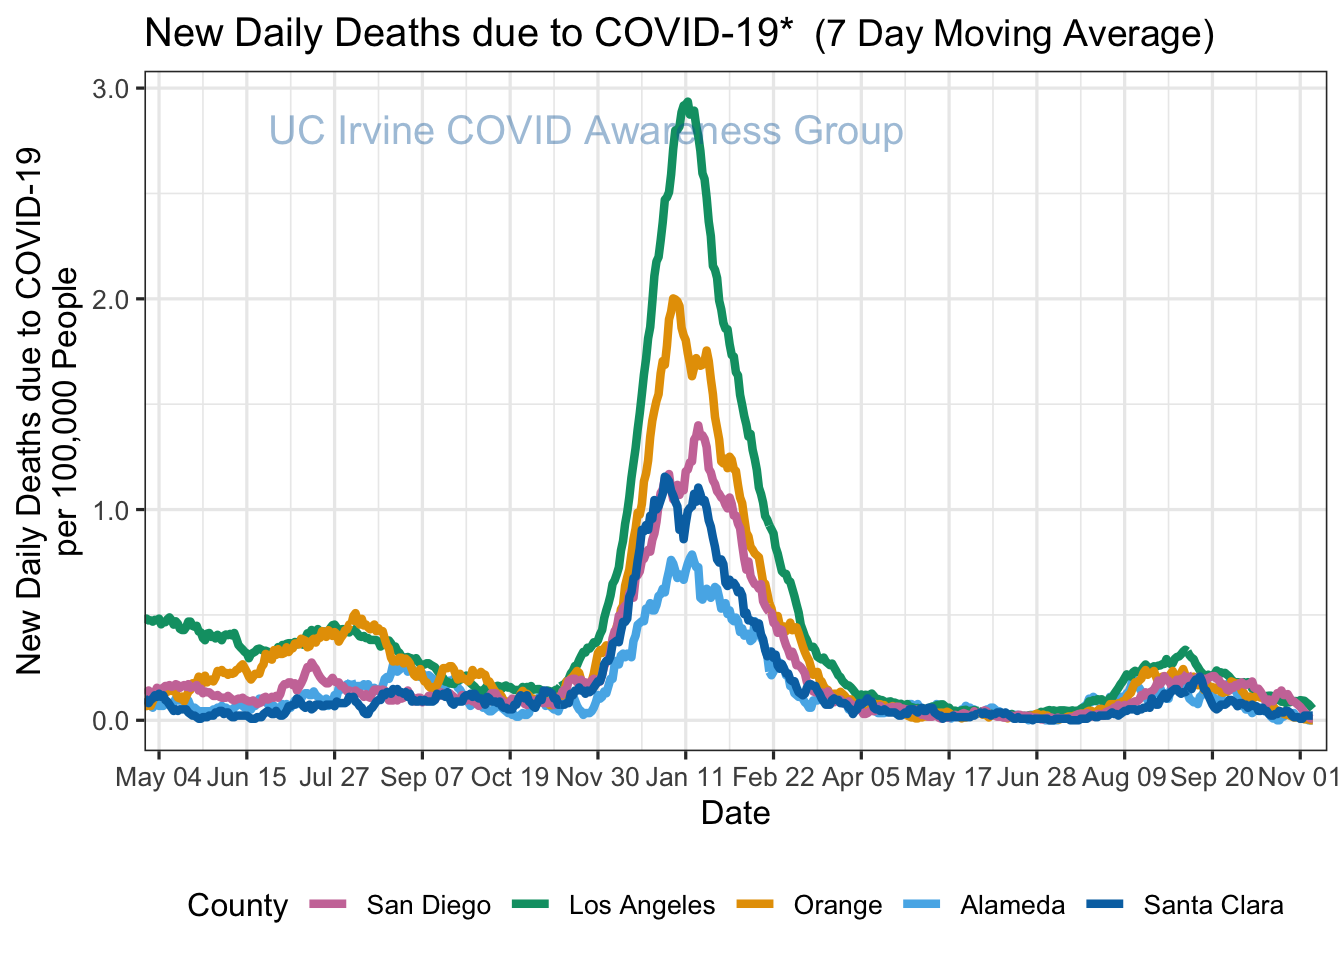 New Daily Deaths due to COVID-19* (7 Day Moving Average)
UC Irvine COVID Awareness Group
New Daily Deaths due to COVID-19
per 100,000 People
3.0
2.0
1.0
0.0
May 04 Jun 15 Jul 27 Sep 07 Oct 19 Nov 30 Jan 11 Feb 22 Apr 05 May 17 Jun 28 Aug 09 Sep 20 Nov 01
Date
County San Diego Los Angeles Orange Alameda Santa Clara